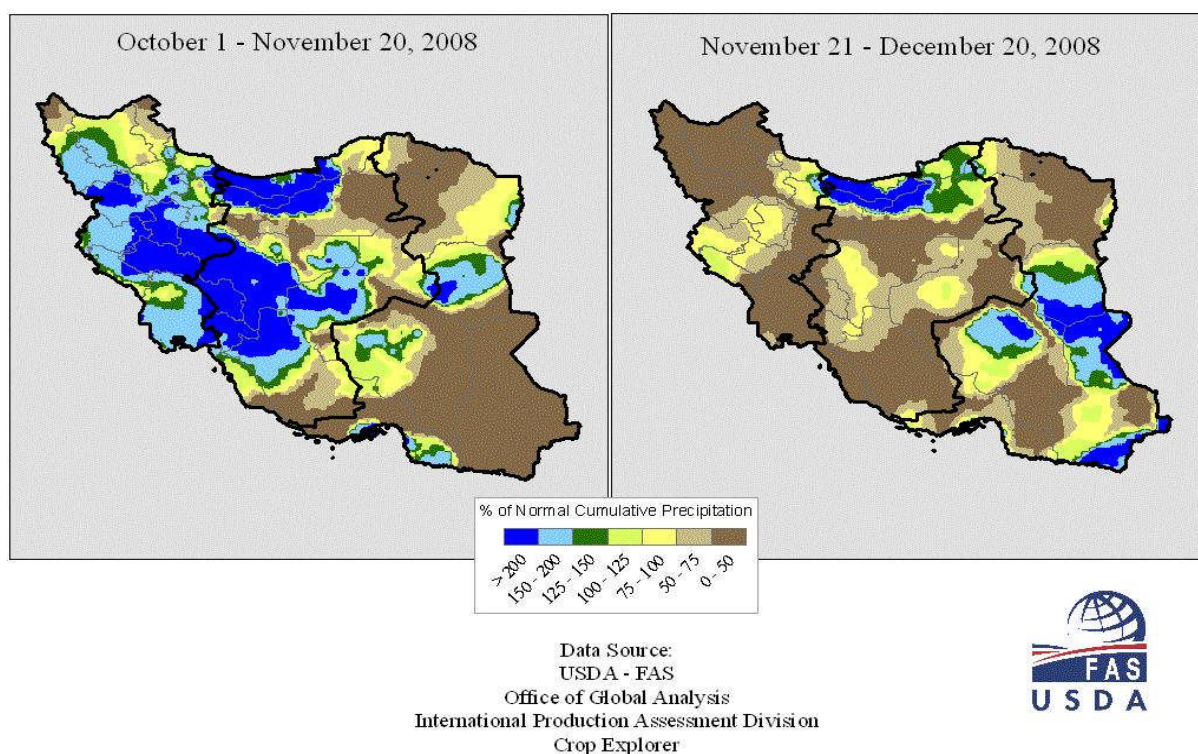 October 1 - November 20, 2008
November 21 - December 20, 2008
% of Normal Cumulative Precipitation
> 200
150 - 200
125 - 150
100 - 125
75 - 100
50 - 75
0 - 50
Data Source:
USDA - FAS
Office of Global Analysis
International Production Assessment Division
Crop Explorer
FAS
USDA